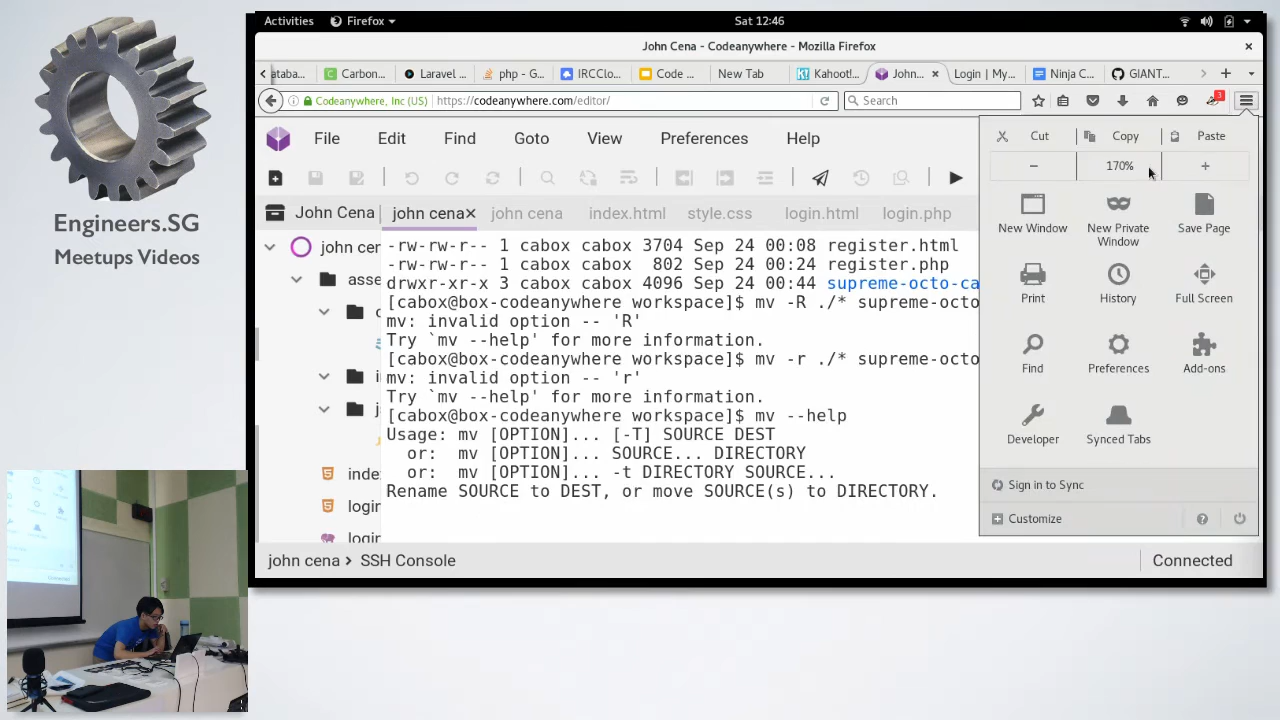 Activities
Firefox
Sat 12:46
John Cena - Codeanywhere - Mozilla Firefox
ataba...
Carbon...
Laravel ...
php - G...
IRCClo...
Code ...
New Tab
Kahoot!...
John...
Login | My...
Ninja C...
GIANT...
Codeanywhere, Inc (US)
https://codeanywhere.com/editor/
Search
3
File
Edit
Find
Goto
View
Preferences
Help
John Cena
john cena×
john cena
index.html
style.css
login.html
login.php
john cen
asse
index
login
login
-rw-rw-r-- 1 cabox cabox 3704 Sep 24 00:08 register.html
-rw-rw-r-- 1 cabox cabox  802 Sep 24 00:24 register.php
drwxr-xr-x 3 cabox cabox 4096 Sep 24 00:44 supreme-octo-ca
[cabox@box-codeanywhere workspace]$ mv -R ./* supreme-octo
mv: invalid option -- 'R'
Try `mv --help' for more information.
[cabox@box-codeanywhere workspace]$ mv -r ./* supreme-octo
mv: invalid option -- 'r'
Try `mv --help' for more information.
[cabox@box-codeanywhere workspace]$ mv --help
Usage: mv [OPTION]... [-T] SOURCE DEST
  or:  mv [OPTION]... SOURCE... DIRECTORY
  or:  mv [OPTION]... -t DIRECTORY SOURCE...
Rename SOURCE to DEST, or move SOURCE(s) to DIRECTORY.
Cut
Copy
Paste
170%
New Window
New Private
Window
Save Page
Print
History
Full Screen
Find
Preferences
Add-ons
Developer
Synced Tabs
Sign in to Sync
Customize
john cena
SSH Console
Connected
Engineers.SG
Meetups Videos